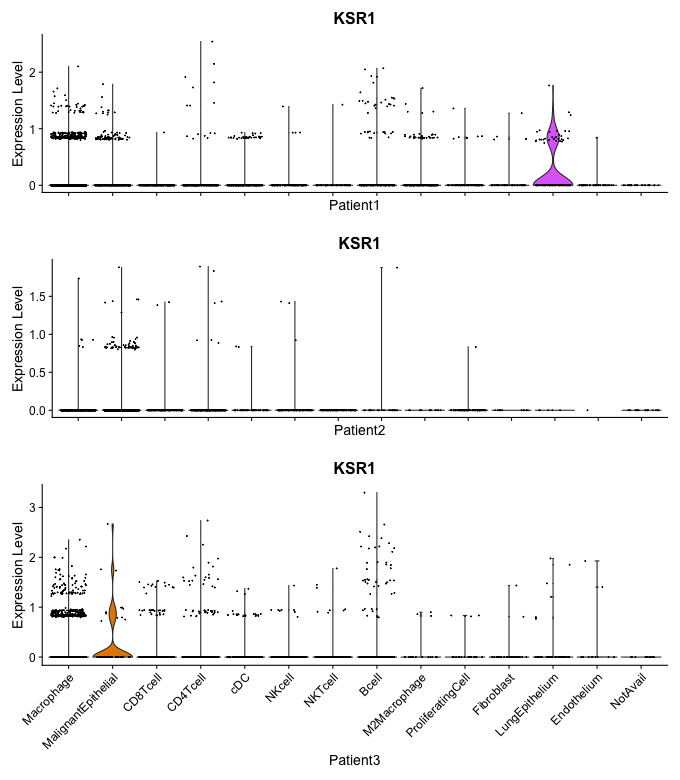 KSR1
Expression Level
2
1
0
Patient1
KSR1
Expression Level
1.5
1.0
0.5
0.0
Patient2
KSR1
Expression Level
3
2
1
0
Macrophage
MalignantEpithelial
CD8Tcell
CD4Tcell
cDC
NKcell
NKTcell
Bcell
M2Macrophage
ProliferatingCell
Fibroblast
LungEpithelium
Endothelium
NotAvail
Patient3